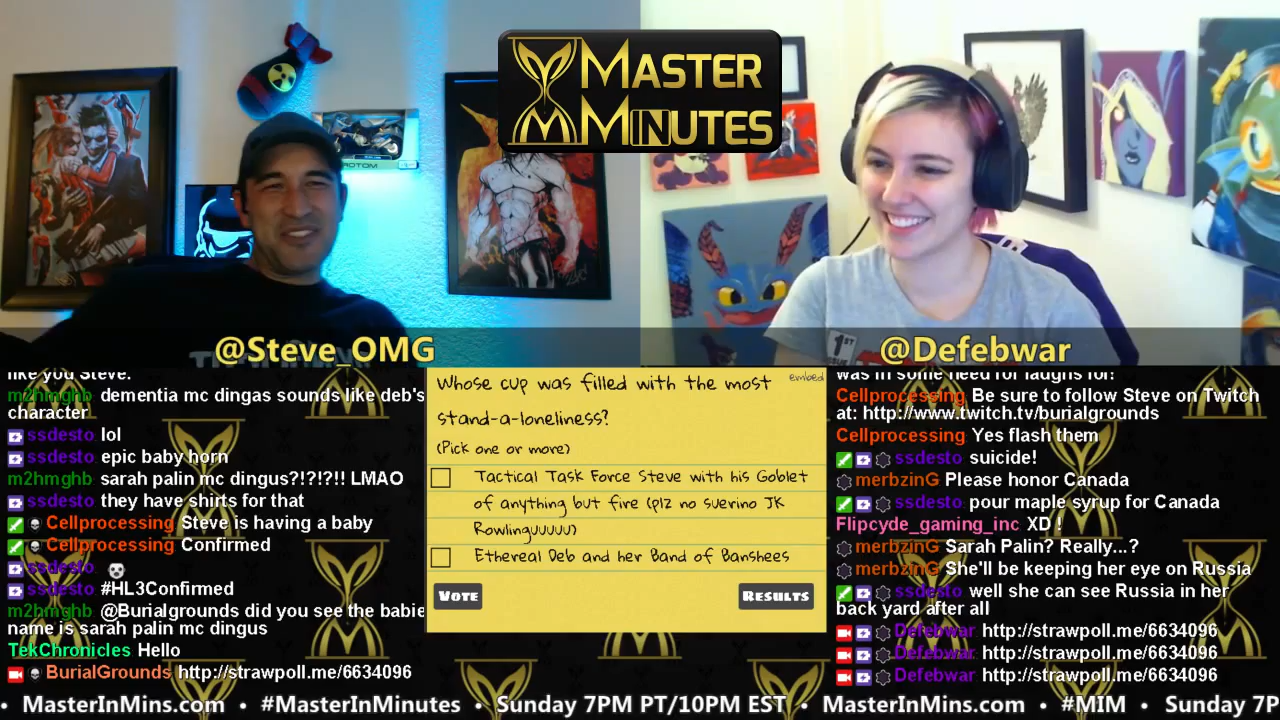 MASTER
MINUTES
@Steve_OMG
@Defebwar
like you Steve.
m2hmghb dementia mc dingas sounds like deb's
character
ssdesto lol
ssdesto epic baby horn
m2hmghb sarah palin mc dingus?!?!?!! LMAO
ssdesto they have shirts for that
Cellprocessing Steve is having a baby
Cellprocessing Confirmed
ssdesto
ssdesto #HL3Confirmed
m2hmghb @Burialgrounds did you see the babie
name is sarah palin mc dingus
TekChronicles Hello
BurialGrounds http://strawpoll.me/6634096
Whose cup was filled with the most
embed
stand-a-loneliness?
(Pick one or more)
Tactical Task Force Steve with his Goblet
of anything but fire (plz no suerino JK
Rowlinguuuuu)
Ethereal Deb and her Band of Banshees
VOTE
RESULTS
was in some need for laughs for!
Cellprocessing Be sure to follow Steve on Twitch
at: http://www.twitch.tv/burialgrounds
Cellprocessing Yes flash them
ssdesto suicide!
merbzinG Please honor Canada
ssdesto pour maple syrup for Canada
Flipcyde_gaming_inc XD !
merbzinG Sarah Palin? Really...?
merbzinG She'll be keeping her eye on Russia
ssdesto well she can see Russia in her
back yard after all
Defebwar http://strawpoll.me/6634096
Defebwar http://strawpoll.me/6634096
Defebwar http://strawpoll.me/6634096
• MasterInMins.com • #MasterInMinutes • Sunday 7PM PT/10PM EST • MasterInMins.com • #MIM • Sunday 7P